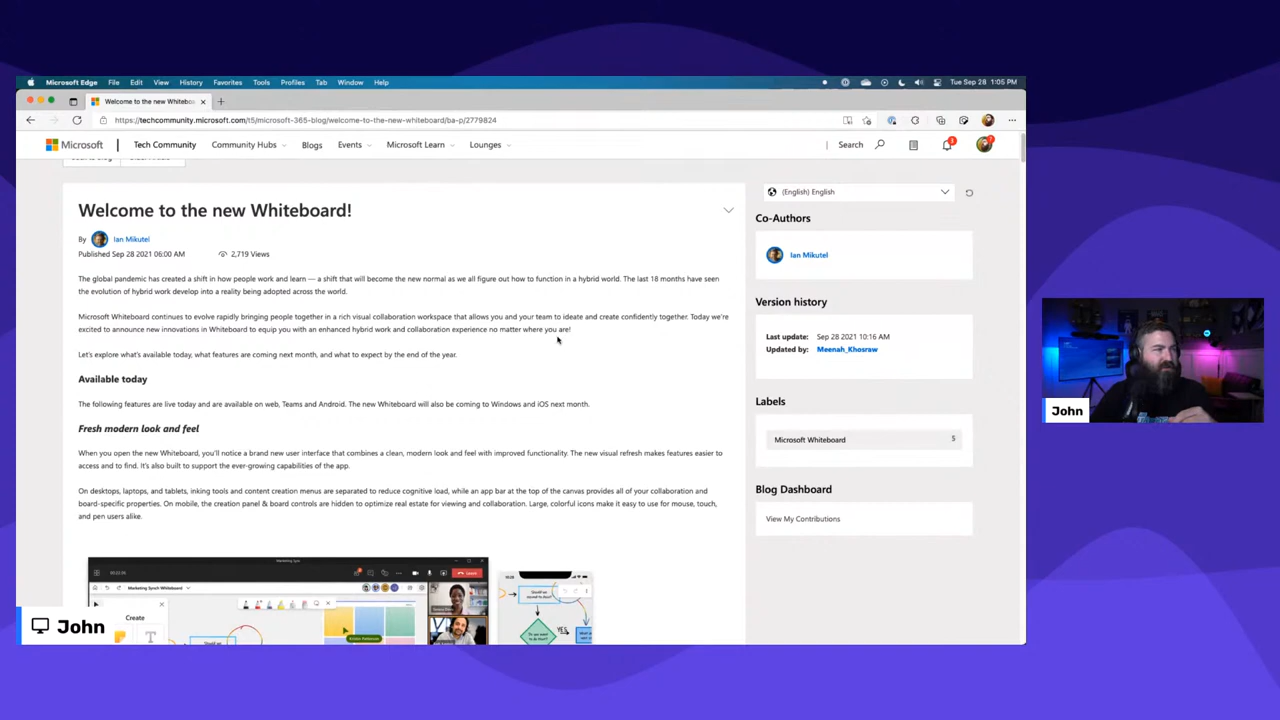 Microsoft Edge File Edit View History Favorites Tools Profiles Tab Window Help Tue Sep 28 1:05 PM
Welcome to the new Whiteboa
https://techcommunity.microsoft.com/t5/microsoft-365-blog/welcome-to-the-new-whiteboard/ba-p/2779824
Microsoft Tech Community Community Hubs Blogs Events Microsoft Learn Lounges Search
Welcome to the new Whiteboard!
By Ian Mikutel
Published Sep 28 2021 06:00 AM 2,719 Views
The global pandemic has created a shift in how people work and learn — a shift that will become the new normal as we all figure out how to function in a hybrid world. The last 18 months have seen
the evolution of hybrid work develop into a reality being adopted across the world.
Microsoft Whiteboard continues to evolve rapidly bringing people together in a rich visual collaboration workspace that allows you and your team to ideate and create confidently together. Today we're
excited to announce new innovations in Whiteboard to equip you with an enhanced hybrid work and collaboration experience no matter where you are!
Let's explore what's available today, what features are coming next month, and what to expect by the end of the year.
Available today
The following features are live today and are available on web, Teams and Android. The new Whiteboard will also be coming to Windows and iOS next month.
Fresh modern look and feel
When you open the new Whiteboard, you'll notice a brand new user interface that combines a clean, modern look and feel with improved functionality. The new visual refresh makes features easier to
access and to find. It's also built to support the ever-growing capabilities of the app.
On desktops, laptops, and tablets, inking tools and content creation menus are separated to reduce cognitive load, while an app bar at the top of the canvas provides all of your collaboration and
board-specific properties. On mobile, the creation panel & board controls are hidden to optimize real estate for viewing and collaboration. Large, colorful icons make it easy to use for mouse, touch,
and pen users alike.
Marketing Synch Whiteboard
Leave
Create
YES
(English) English
Co-Authors
Ian Mikutel
Version history
Last update: Sep 28 2021 10:16 AM
Updated by: Meenah_Khosraw
Labels
Microsoft Whiteboard 5
Blog Dashboard
View My Contributions
John
John